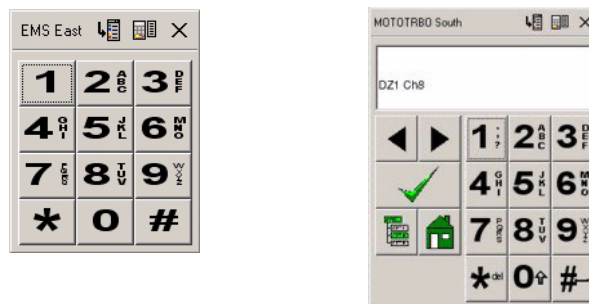 EMS East
1 2 ABC 3 DEF
4 GHI 5 JKL 6 MNO
7 PQRS 8 TUV 9 WXYZ
* 0 #
MOTOTRBO South
DZ1 Ch8
1 . ; ? 2 ABC 3 DEF
4 GHI 5 JKL 6 MNO
7 PQRS 8 TUV 9 WXYZ
* del 0 #